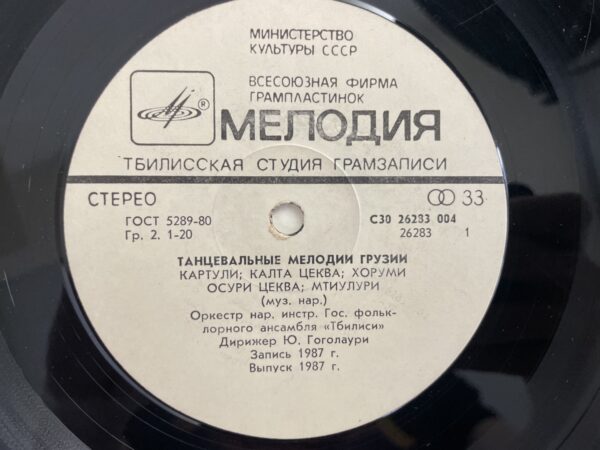 МИНИСТЕРСТВО
КУЛЬТУРЫ СССР
ВСЕСОЮЗНАЯ ФИРМА
ГРАМПЛАСТИНОК
® МЕЛОДИЯ
ТБИЛИССКАЯ СТУДИЯ ГРАМЗАПИСИ
СТЕРЕО 33
ГОСТ 5289-80 С30 26283 004
Гр. 2. 1-20 26283 1
ТАНЦЕВАЛЬНЫЕ МЕЛОДИИ ГРУЗИИ
КАРТУЛИ; КАЛТА ЦЕКВА; ХОРУМИ
ОСУРИ ЦЕКВА; МТИУЛУРИ
(муз. нар.)
Оркестр нар. инстр. Гос. фольк-
лорного ансамбля «Тбилиси»
Дирижер Ю. Гоголаури
Запись 1987 г.
Выпуск 1987 г.